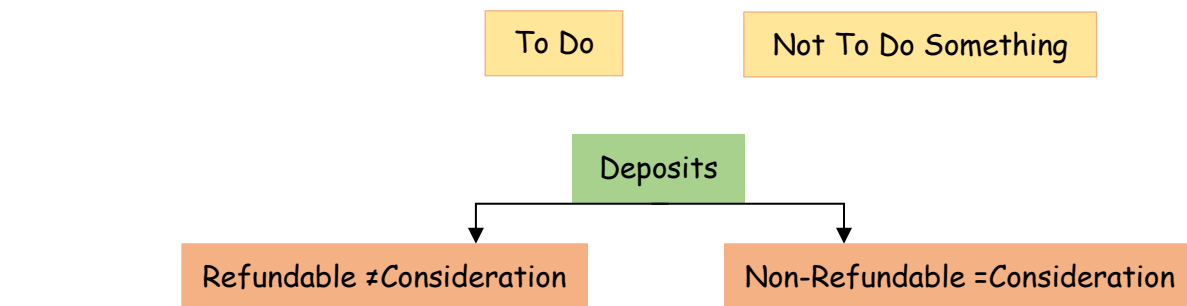 To Do
Not To Do Something
Deposits
Refundable ≠Consideration
Non-Refundable =Consideration